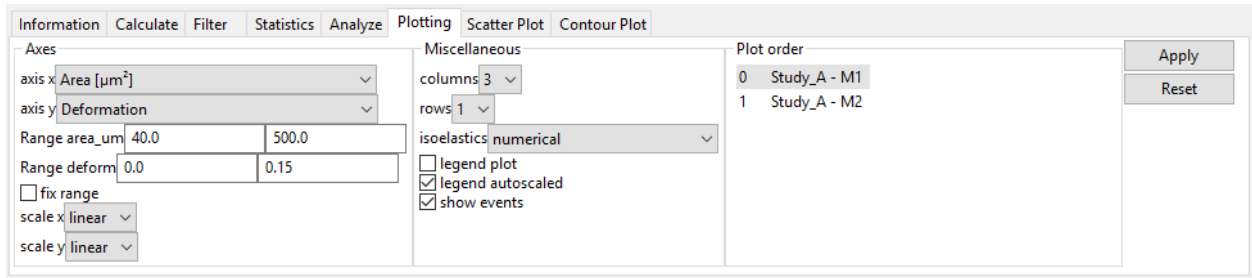 Information Calculate Filter Statistics Analyze Plotting Scatter Plot Contour Plot
Axes
axis x Area [µm²]
axis y Deformation
Range area_um 40.0 500.0
Range deform 0.0 0.15
fix range
scale x linear
scale y linear
Miscellaneous
columns 3
rows 1
isoelastics numerical
legend plot
legend autoscaled
show events
Plot order
0 Study_A - M1
1 Study_A - M2
Apply
Reset